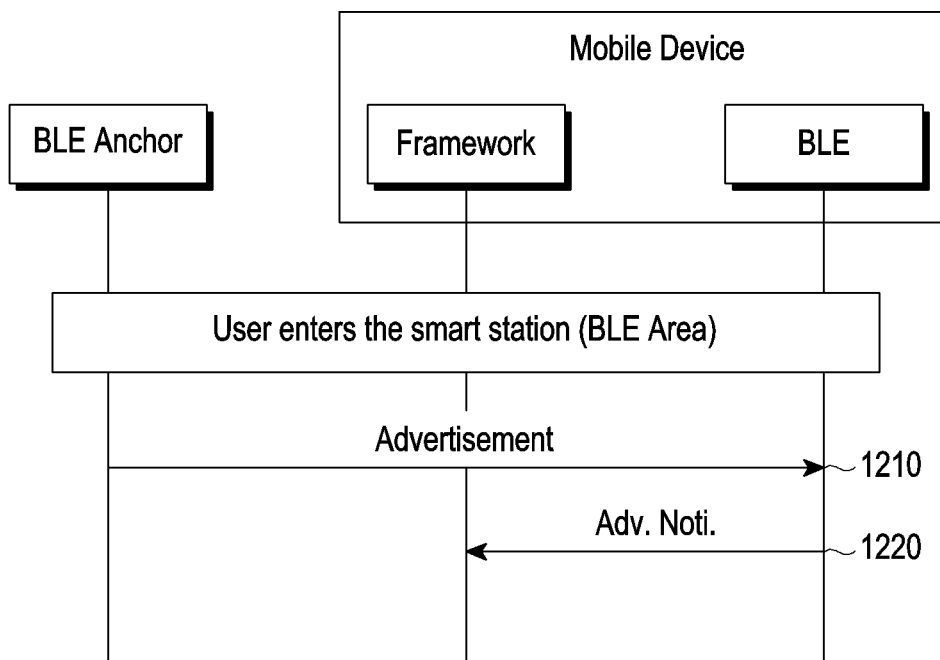 Mobile Device
BLE Anchor
Framework
BLE
User enters the smart station (BLE Area)
Advertisement
1210
Adv. Noti.
1220